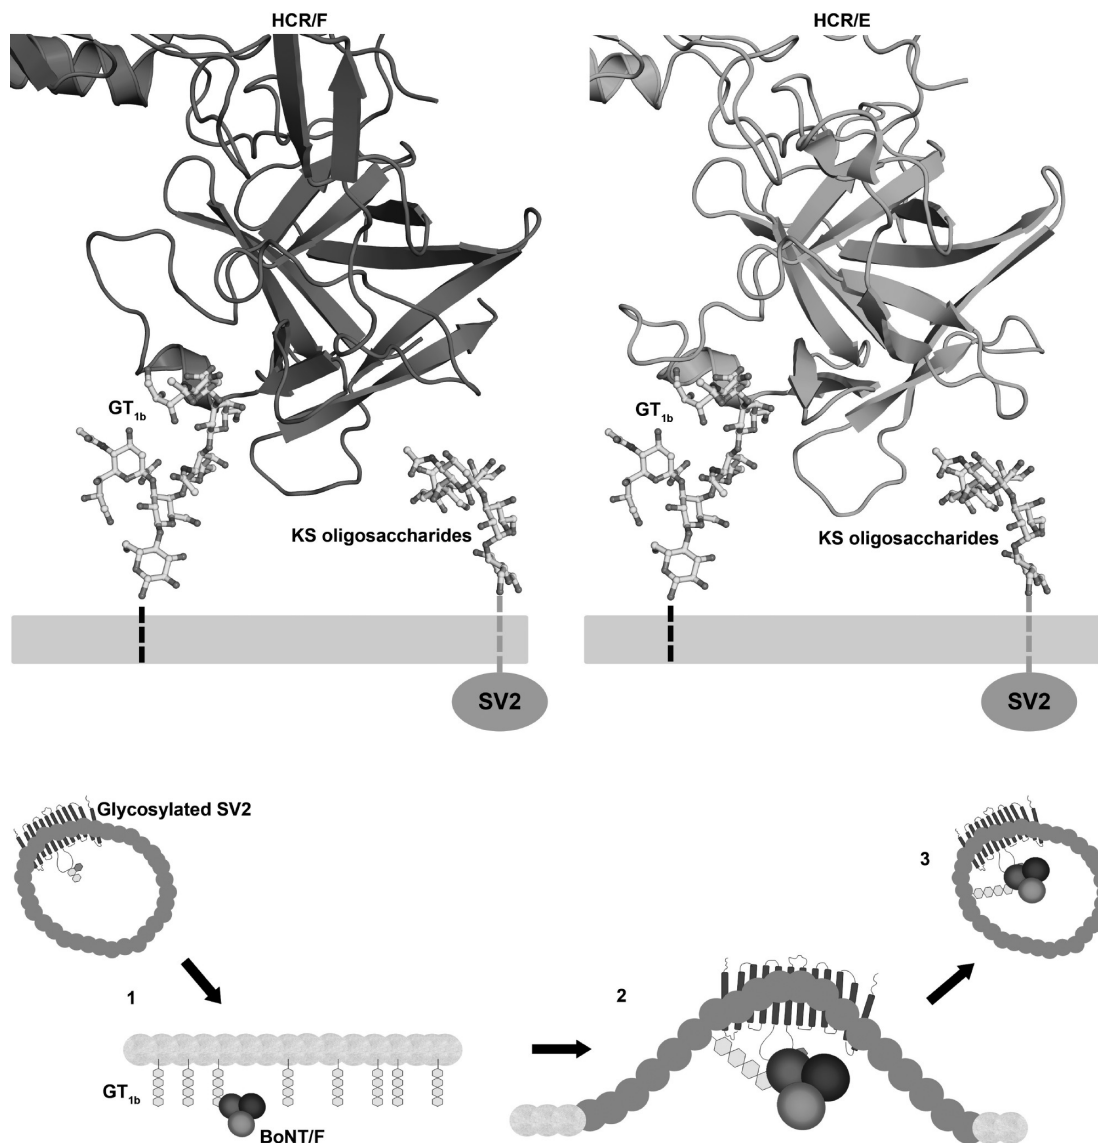 HCR/F
HCR/E
GT1b
KS oligosaccharides
SV2
GT1b
KS oligosaccharides
SV2
Glycosylated SV2
1
GT1b
BoNT/F
2
3